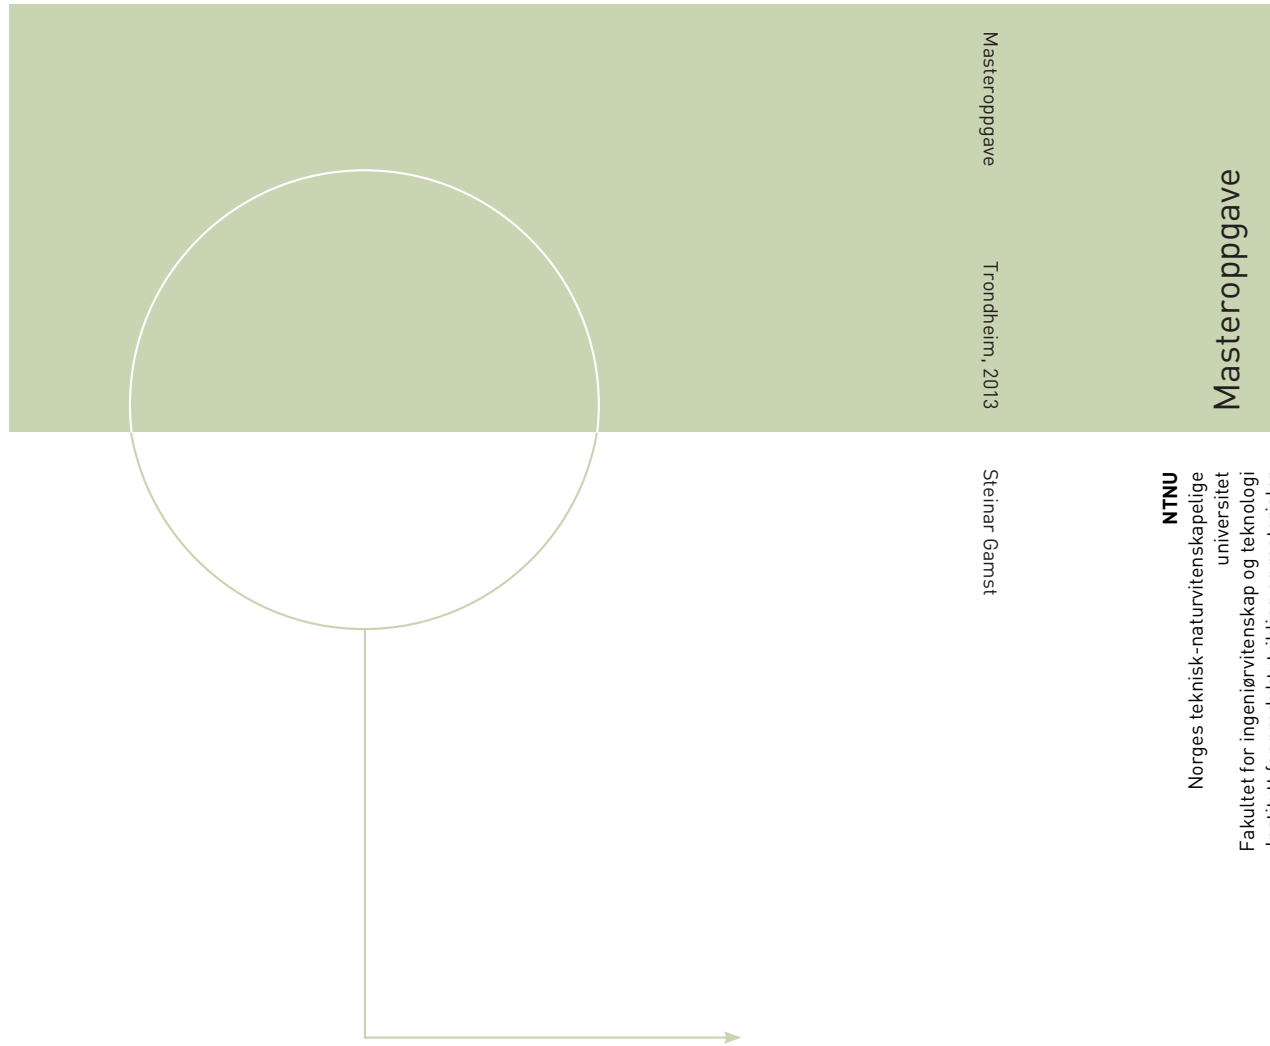 Masteroppgave
Trondheim, 2013
Steinar Gamst
Masteroppgave
NTNU
Norges teknisk-naturvitenskapelige
universitet
Fakultet for ingeniørvitenskap og teknologi